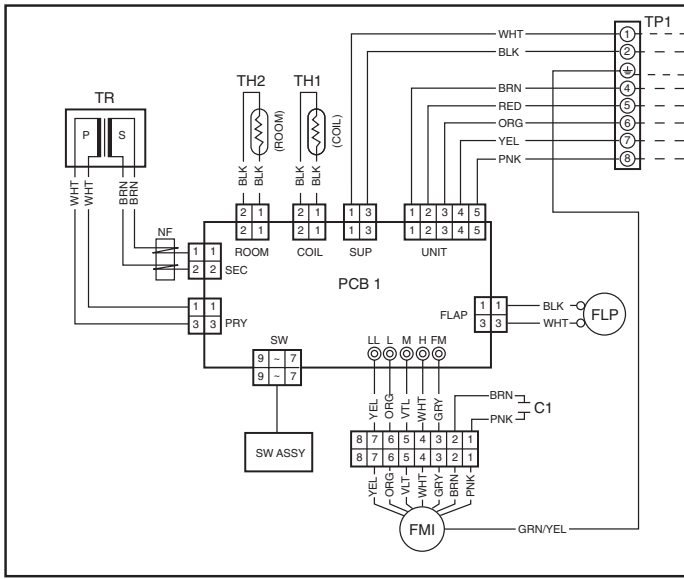 TP1
WHT 1
BLK 2
BRN 4
RED 5
ORG 6
YEL 7
PNK 8
TR
P S
TH2 TH1
(ROOM) (COIL)
BLK BLK BLK BLK
WHT WHT BRN BRN
NF
2 1 2 1 1 3 1 2 3 4 5
2 1 2 1 1 3 1 2 3 4 5
ROOM COIL SUP UNIT
1 1
2 2 SEC
PCB 1
1 1
3 3 PRY
FLAP 1 1 BLK
3 3 WHT
FLP
SW
9 ~ 7
9 ~ 7
SW ASSY
LL L M H FM
YEL ORG VTL WHT GRY
BRN
C1
PNK
8 7 6 5 4 3 2 1
8 7 6 5 4 3 2 1
YEL ORG VLT WHT GRY BRN PNK
FMI GRN/YEL